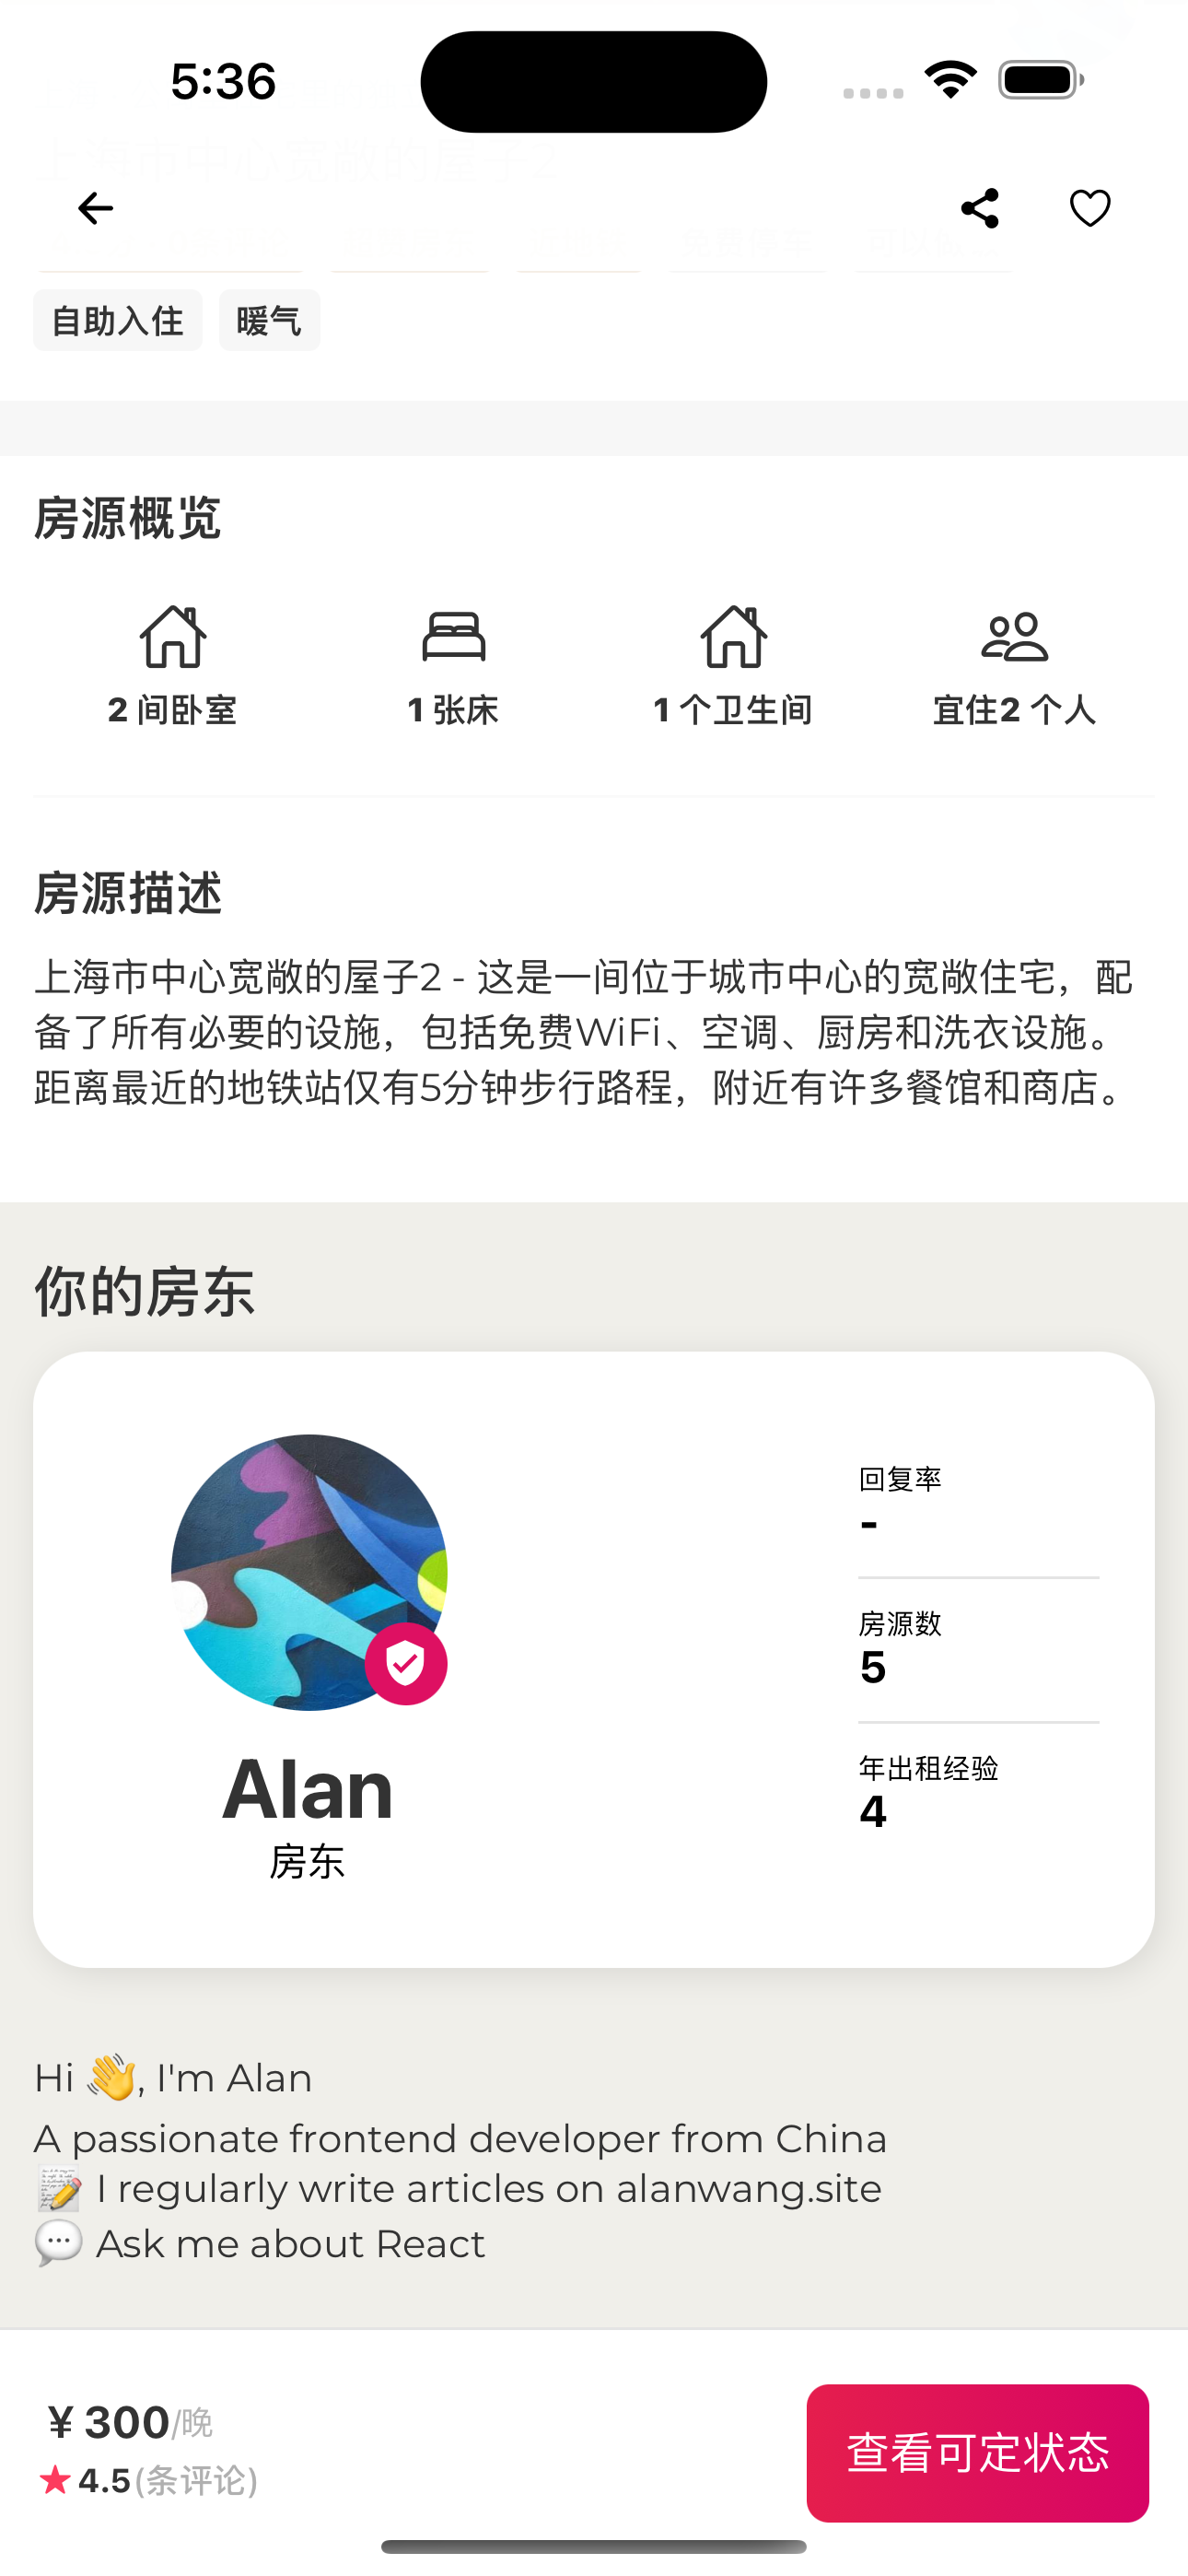 5:36
上海市中心宽敞的屋子2
免费停车 可以做
自助入住 暖气
房源概览
2 间卧室 1 张床 1 个卫生间 宜住2 个人
房源描述
上海市中心宽敞的屋子2 - 这是一间位于城市中心的宽敞住宅，配
备了所有必要的设施，包括免费WiFi、空调、厨房和洗衣设施。
距离最近的地铁站仅有5分钟步行路程，附近有许多餐馆和商店。
你的房东
回复率
-
房源数
5
年出租经验
4
Alan
房东
Hi 👋, I'm Alan
A passionate frontend developer from China
📝 I regularly write articles on alanwang.site
💬 Ask me about React
¥ 300/晚
★ 4.5(条评论)
查看可定状态